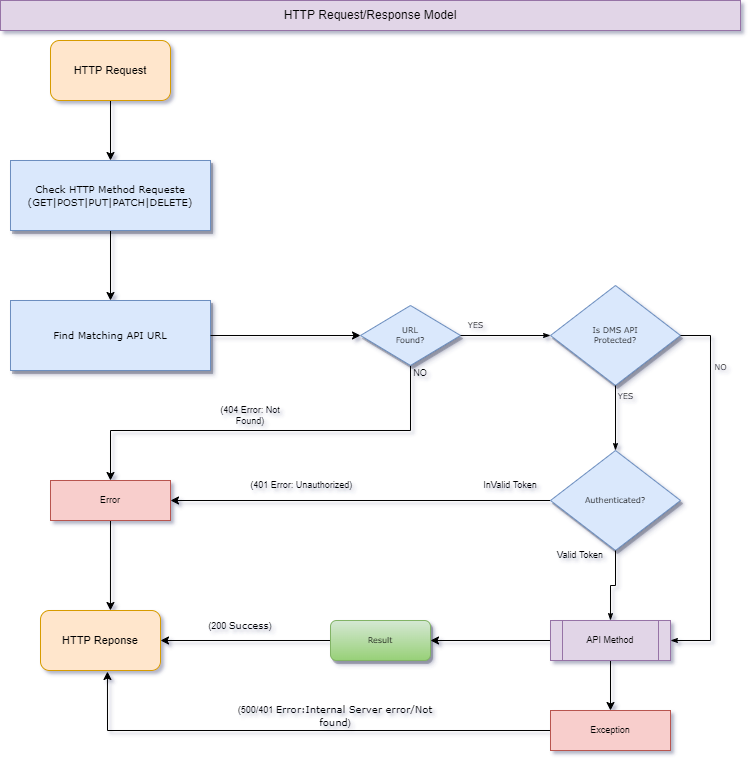 HTTP Request/Response Model
HTTP Request
Check HTTP Method Requeste
(GET|POST|PUT|PATCH|DELETE)
Find Matching API URL
URL
Found?
YES
Is DMS API
Protected?
NO
NO
YES
(404 Error: Not
Found)
Error
(401 Error: Unauthorized)
InValid Token
Authenticated?
Valid Token
HTTP Reponse
(200 Success)
Result
API Method
(500/401 Error:Internal Server error/Not
found)
Exception